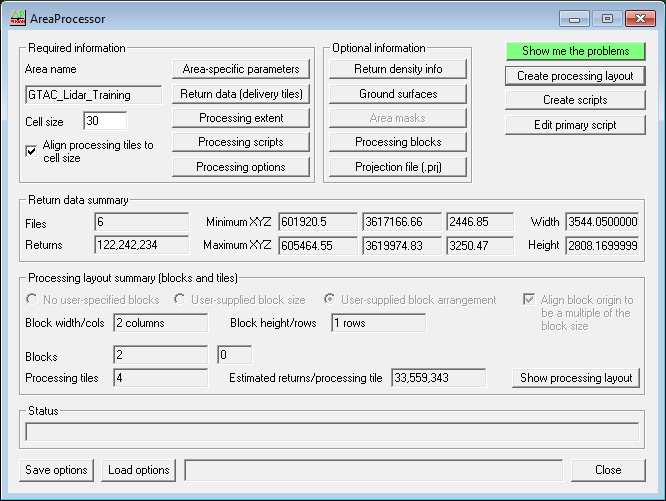 AreaProcessor
Required information
Area name
GTAC_Lidar_Training
Cell size 30
Align processing tiles to
cell size
Area-specific parameters
Return data (delivery tiles)
Processing extent
Processing scripts
Processing options
Optional information
Return density info
Ground surfaces
Area masks
Processing blocks
Projection file (.prj)
Show me the problems
Create processing layout
Create scripts
Edit primary script
Return data summary
Files 6 Minimum XYZ 601920.5 3617166.66 2446.85 Width 3544.0500000
Returns 122,242,234 Maximum XYZ 605464.55 3619974.83 3250.47 Height 2808.1699999
Processing layout summary (blocks and tiles)
No user-specified blocks User-supplied block size User-supplied block arrangement
Align block origin to
be a multiple of the
block size
Block width/cols 2 columns Block height/rows 1 rows
Blocks 2 0
Processing tiles 4 Estimated returns/processing tile 33,559,343 Show processing layout
Status
Save options Load options Close